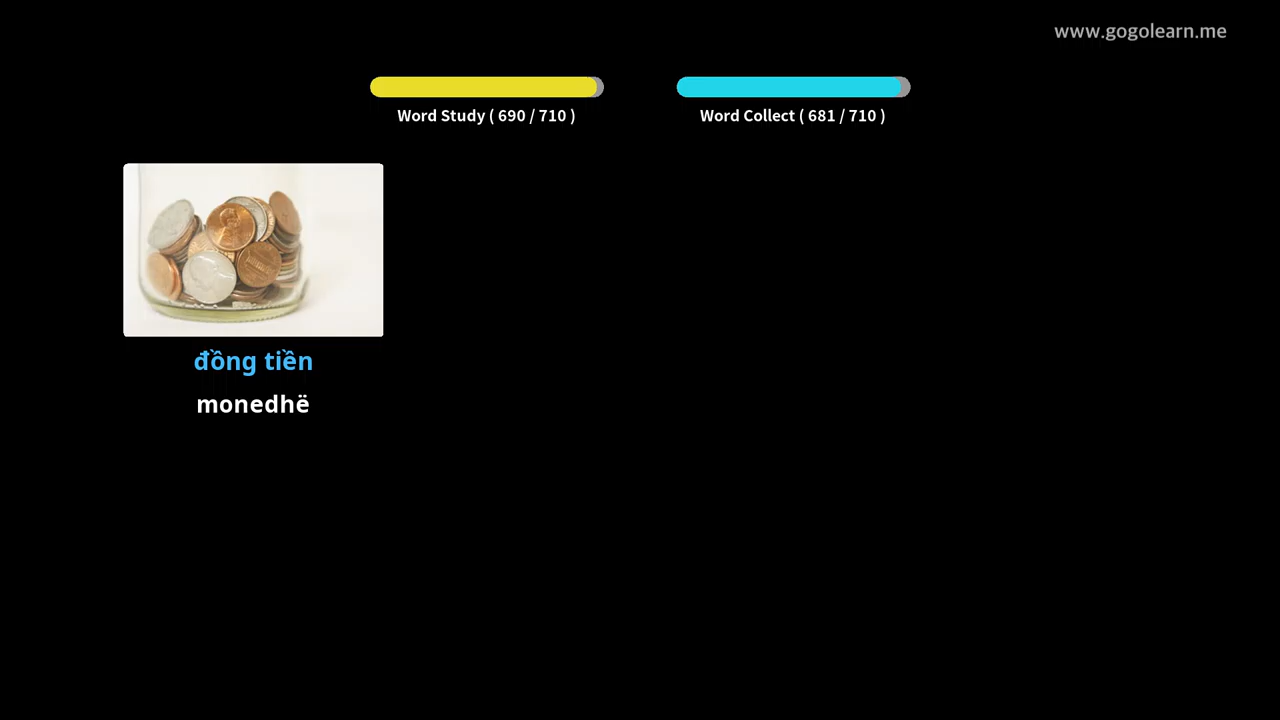 www.gogolearn.me
Word Study ( 690 / 710 )
Word Collect ( 681 / 710 )
đồng tiền
monedhë